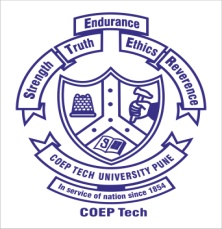 Endurance
Truth Ethics
Strength Reverence
COEP TECH UNIVERSITY PUNE
In service of nation since 1854
COEP Tech